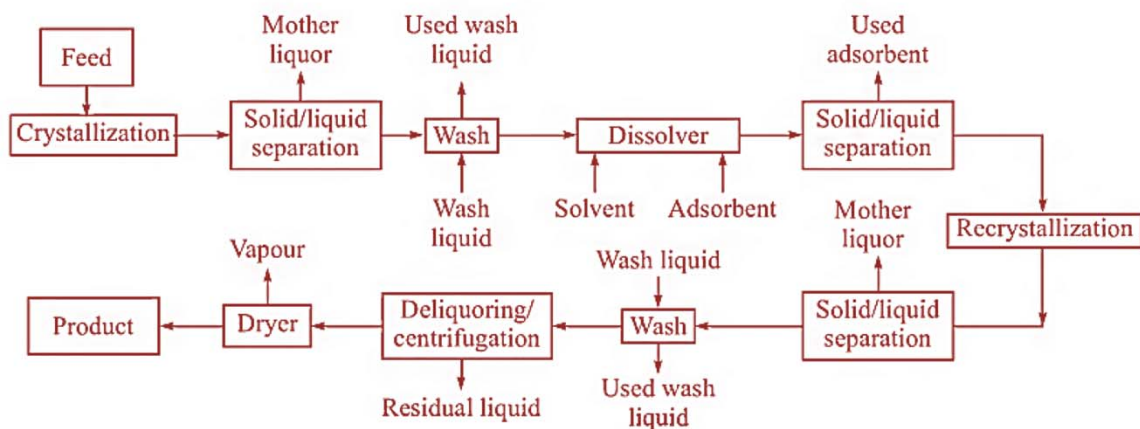 Feed
Mother
liquor
Used wash
liquid
Used
adsorbent
Crystallization
Solid/liquid
separation
Wash
Dissolver
Solid/liquid
separation
Wash
liquid
Solvent
Adsorbent
Mother
liquor
Recrystallization
Vapour
Wash liquid
Product
Dryer
Deliquoring/
centrifugation
Wash
Solid/liquid
separation
Residual liquid
Used wash
liquid